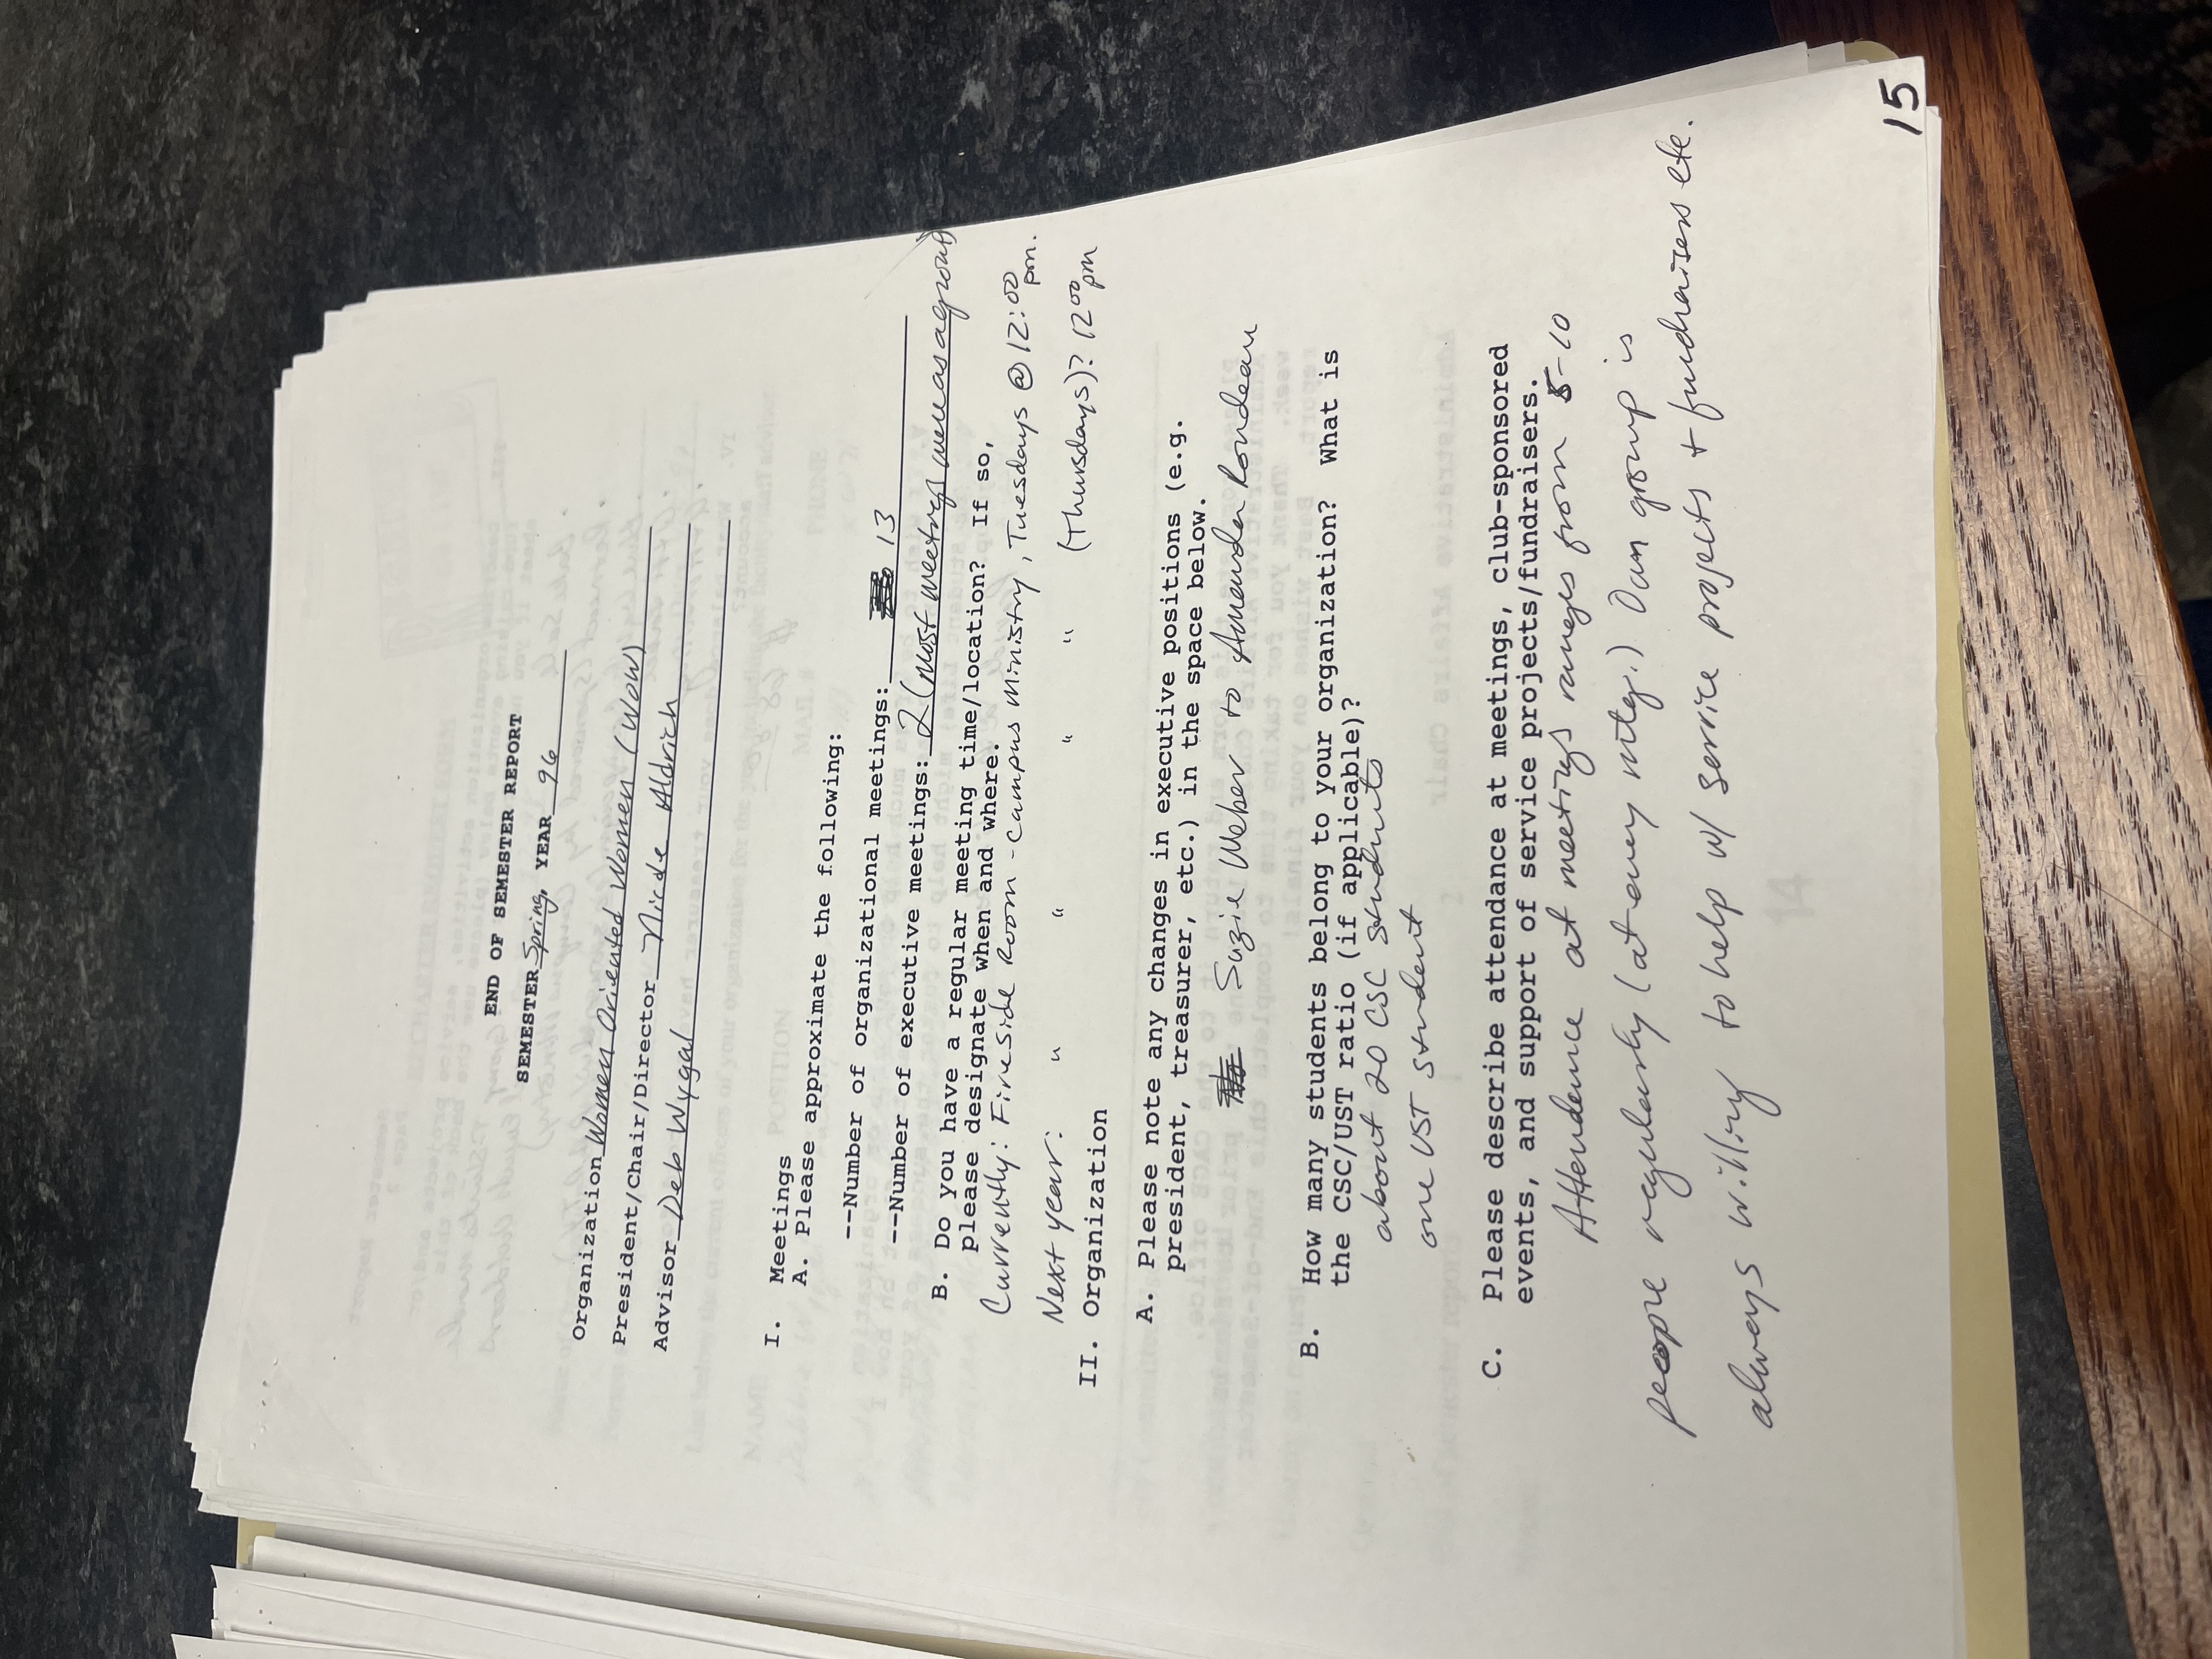 END OF SEMESTER REPORT
SEMESTER Spring, YEAR 96
Organization Women Oriented Women (WOW)
President/Chair/Director Nicole Aldrich
Advisor Deb Wygal
I. Meetings
A. Please approximate the following:
--Number of organizational meetings: 13
--Number of executive meetings: 2 (most meetings were as a group)
B. Do you have a regular meeting time/location? If so,
please designate when and where.
Currently: Fireside Room - Campus Ministry, Tuesdays @ 12:00 pm.
Next year: " " " " (Thursdays)? 12 00 pm
II. Organization
A. Please note any changes in executive positions (e.g.
president, treasurer, etc.) in the space below.
No Suzie Weber to Amanda Rondeau
B. How many students belong to your organization? What is
the CSC/UST ratio (if applicable)?
about 20 CSC students
one UST student
C. Please describe attendance at meetings, club-sponsored
events, and support of service projects/fundraisers.
Attendance at meetings ranges from 5-10
people regularly (at every mtg.) Our group is
always willing to help w/ service projects + fundraisers etc.
15